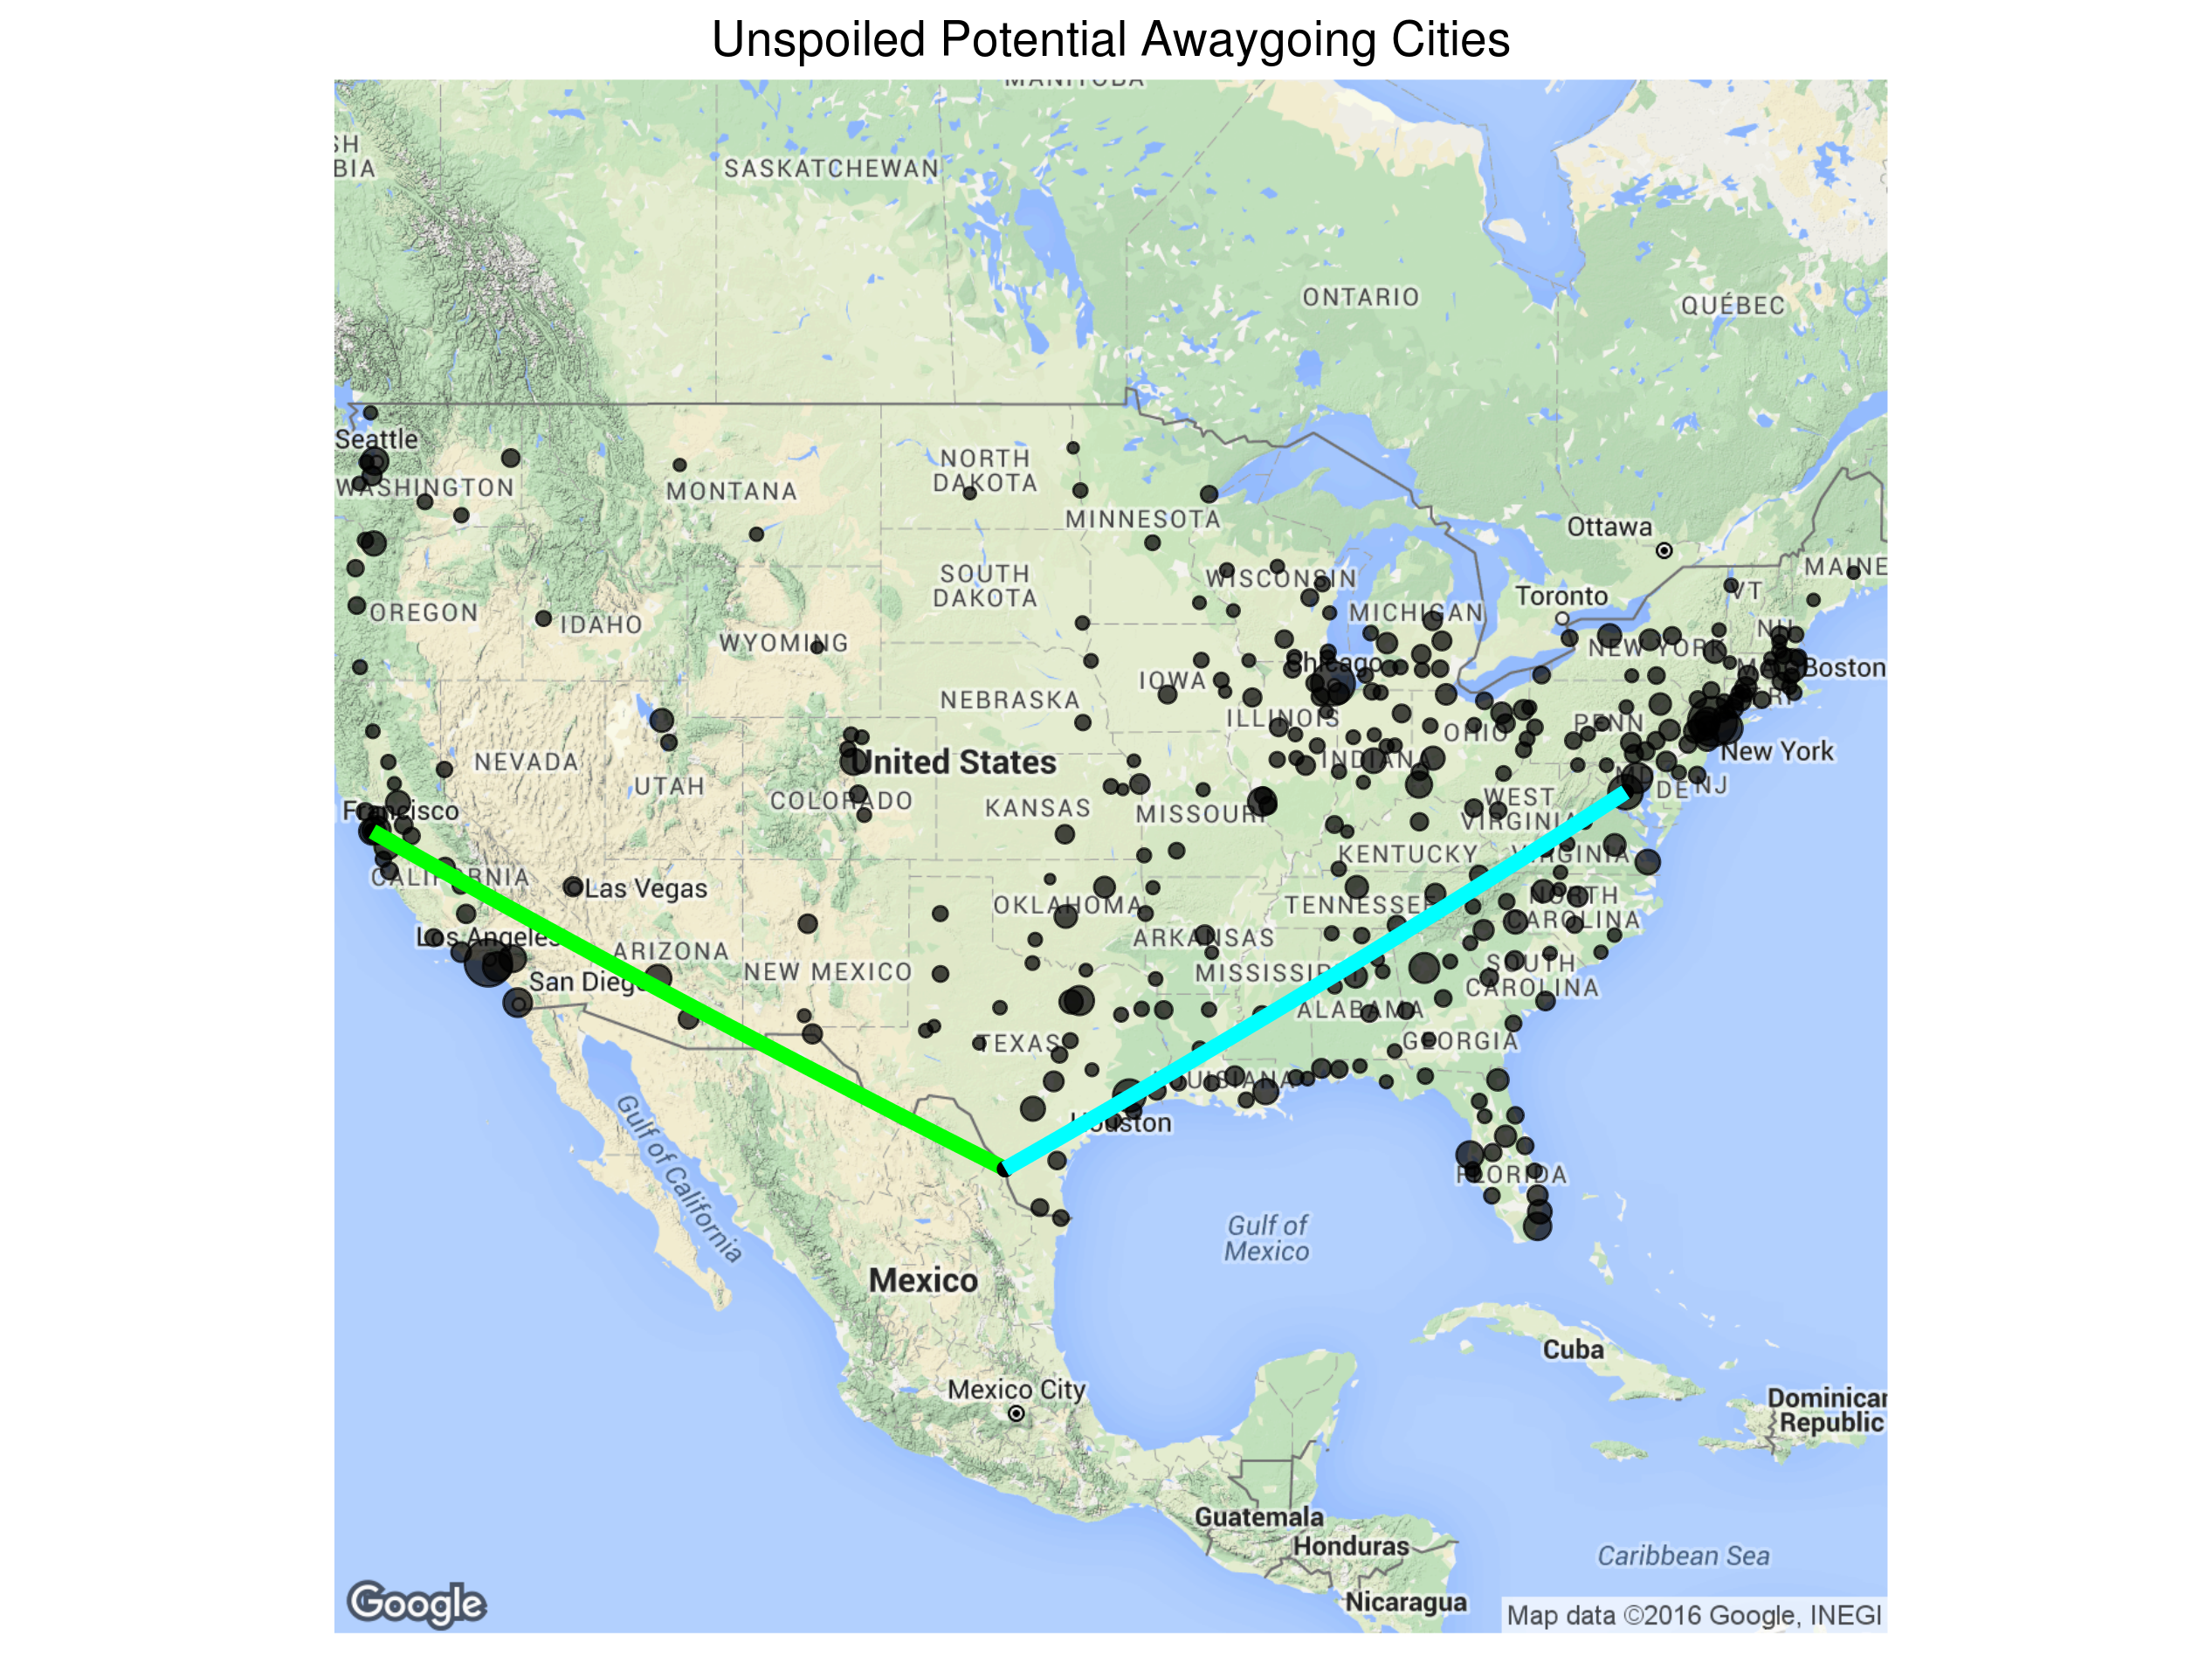 Unspoiled Potential Awaygoing Cities
MANITOBA
SH
BIA
SASKATCHEWAN
ONTARIO
QUÉBEC
Seattle
WASHINGTON
MONTANA
NORTH
DAKOTA
MINNESOTA
Ottawa
MAINE
VT
OREGON
IDAHO
SOUTH
DAKOTA
WISCONSIN
MICHIGAN
Toronto
WYOMING
NEW YORK
NH
MA
Boston
Chicago
IOWA
RI
NEBRASKA
ILLINOIS
OHIO
PENN
New York
NEVADA
UTAH
United States
COLORADO
KANSAS
MISSOURI
INDIANA
WEST
VIRGINIA
MD
DE
NJ
Francisco
CALIFORNIA
Las Vegas
KENTUCKY
VIRGINIA
OKLAHOMA
TENNESSEE
NORTH
CAROLINA
Los Angeles
ARIZONA
NEW MEXICO
ARKANSAS
San Diego
MISSISSIPPI
SOUTH
CAROLINA
ALABAMA
TEXAS
GEORGIA
LOUISIANA
Houston
Gulf of California
FLORIDA
Gulf of
Mexico
Mexico
Cuba
Mexico City
Dominican
Republic
Guatemala
Honduras
Caribbean Sea
Nicaragua
Google
Map data ©2016 Google, INEGI